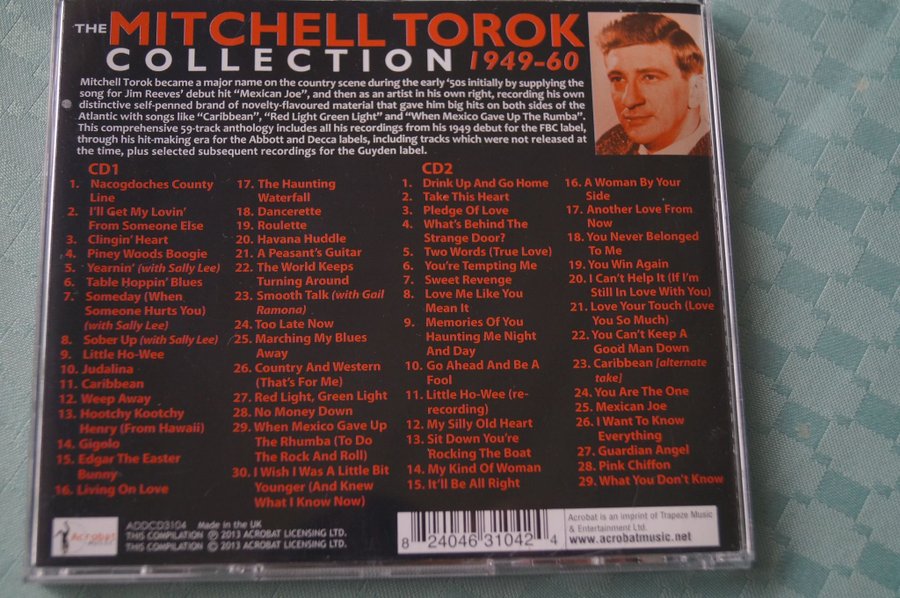 THE MITCHELL TOROK
COLLECTION 1949-60
Mitchell Torok became a major name on the country scene during the early ‘50s initially by supplying the
song for Jim Reeves’ debut hit “Mexican Joe”, and then as an artist in his own right, recording his own
distinctive self-penned brand of novelty-flavoured material that gave him big hits on both sides of the
Atlantic with songs like “Caribbean”, “Red Light Green Light” and “When Mexico Gave Up The Rumba”.
This comprehensive 59-track anthology includes all his recordings from his 1949 debut for the FBC label,
through his hit-making era for the Abbott and Decca labels, including tracks which were not released at
the time, plus selected subsequent recordings for the Guyden label.
CD1
1. Nacogdoches County
Line
2. I’ll Get My Lovin’
From Someone Else
3. Clingin’ Heart
4. Piney Woods Boogie
5. Yearnin’ (with Sally Lee)
6. Table Hoppin’ Blues
7. Someday (When
Someone Hurts You)
(with Sally Lee)
8. Sober Up (with Sally Lee)
9. Little Ho-Wee
10. Judalina
11. Caribbean
12. Weep Away
13. Hootchy Kootchy
Henry (From Hawaii)
14. Gigolo
15. Edgar The Easter
Bunny
16. Living On Love
17. The Haunting
Waterfall
18. Dancerette
19. Roulette
20. Havana Huddle
21. A Peasant’s Guitar
22. The World Keeps
Turning Around
23. Smooth Talk (with Gail
Ramona)
24. Too Late Now
25. Marching My Blues
Away
26. Country And Western
(That’s For Me)
27. Red Light, Green Light
28. No Money Down
29. When Mexico Gave Up
The Rhumba (To Do
The Rock And Roll)
30. I Wish I Was A Little Bit
Younger (And Knew
What I Know Now)
CD2
1. Drink Up And Go Home
2. Take This Heart
3. Pledge Of Love
4. What’s Behind The
Strange Door?
5. Two Words (True Love)
6. You’re Tempting Me
7. Sweet Revenge
8. Love Me Like You
Mean It
9. Memories Of You
Haunting Me Night
And Day
10. Go Ahead And Be A
Fool
11. Little Ho-Wee (re-
recording)
12. My Silly Old Heart
13. Sit Down You’re
Rocking The Boat
14. My Kind Of Woman
15. It’ll Be All Right
16. A Woman By Your
Side
17. Another Love From
Now
18. You Never Belonged
To Me
19. You Win Again
20. I Can’t Help It (If I’m
Still In Love With You)
21. Love Your Touch (Love
You So Much)
22. You Can’t Keep A
Good Man Down
23. Caribbean [alternate
take]
24. You Are The One
25. Mexican Joe
26. I Want To Know
Everything
27. Guardian Angel
28. Pink Chiffon
29. What You Don’t Know
Acrobat
ADDCD3104 Made in the UK
THIS COMPILATION Ⓟ 2013 ACROBAT LICENSING LTD.
THIS COMPILATION © 2013 ACROBAT LICENSING LTD.
8 24046 31042 4
Acrobat is an imprint of Trapeze Music
& Entertainment Ltd.
www.acrobatmusic.net